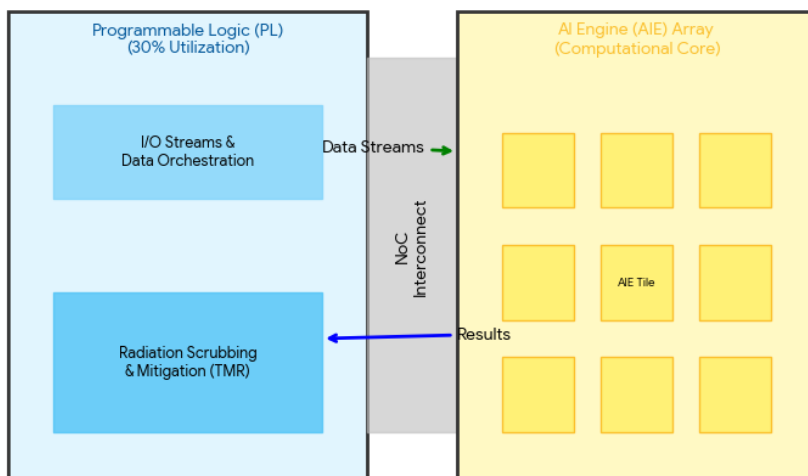 Programmable Logic (PL)
(30% Utilization)
I/O Streams &
Data Orchestration
Radiation Scrubbing
& Mitigation (TMR)
Data Streams
NoC
Interconnect
Results
AI Engine (AIE) Array
(Computational Core)
AIE Tile